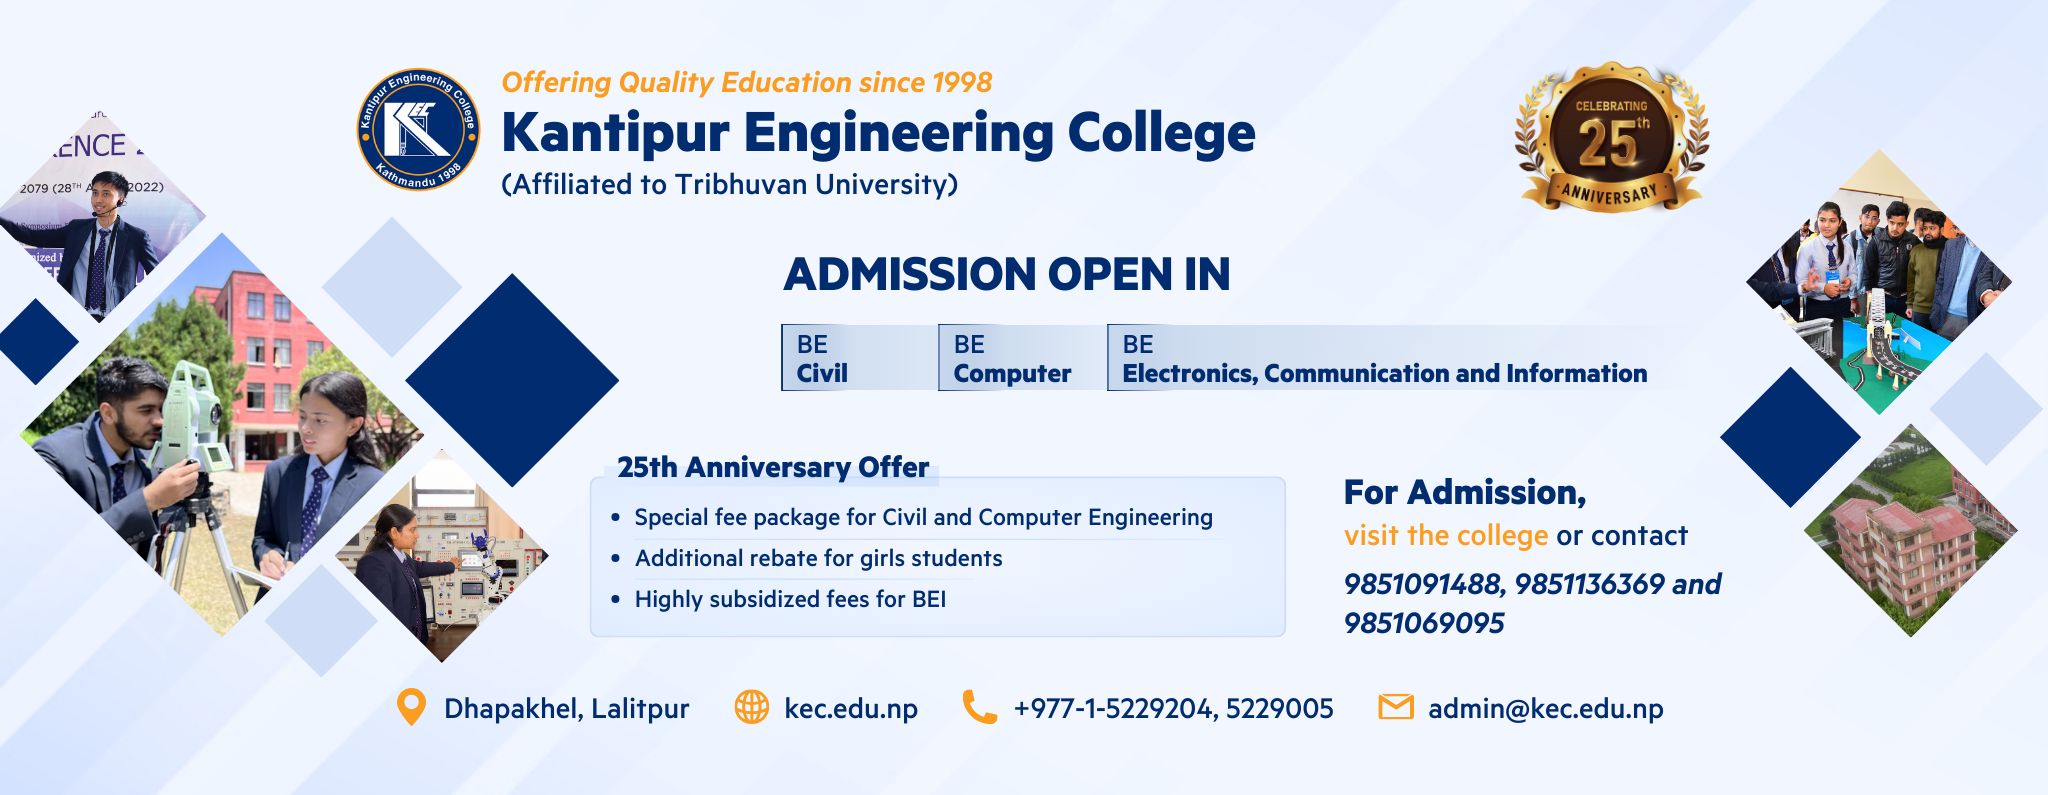 Offering Quality Education since 1998
Kantipur Engineering College
(Affiliated to Tribhuvan University)
Kantipur Engineering College
KEC
Kathmandu 1998
CELEBRATING
25th
ANNIVERSARY
2079 (28TH 2022)
ADMISSION OPEN IN
BE
Civil
BE
Computer
BE
Electronics, Communication and Information
25th Anniversary Offer
• Special fee package for Civil and Computer Engineering
• Additional rebate for girls students
• Highly subsidized fees for BEI
For Admission,
visit the college or contact
9851091488, 9851136369 and
9851069095
Dhapakhel, Lalitpur
kec.edu.np
+977-1-5229204, 5229005
admin@kec.edu.np